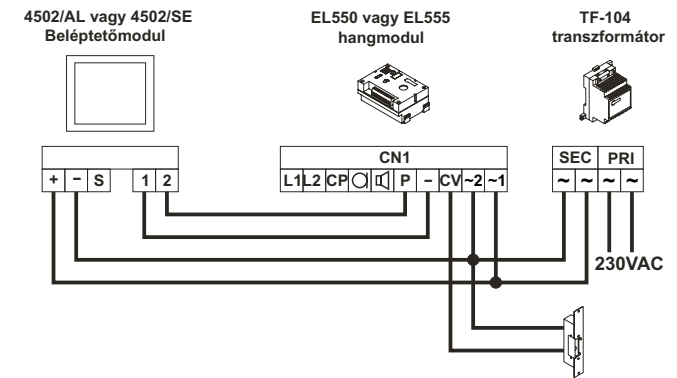 4502/AL vagy 4502/SE
Beléptetőmodul
EL550 vagy EL555
hangmodul
TF-104
transzformátor
CN1
SEC PRI
+ − S 1 2
L1 L2 CP P − CV ~2 ~1
~ ~ ~ ~
230VAC